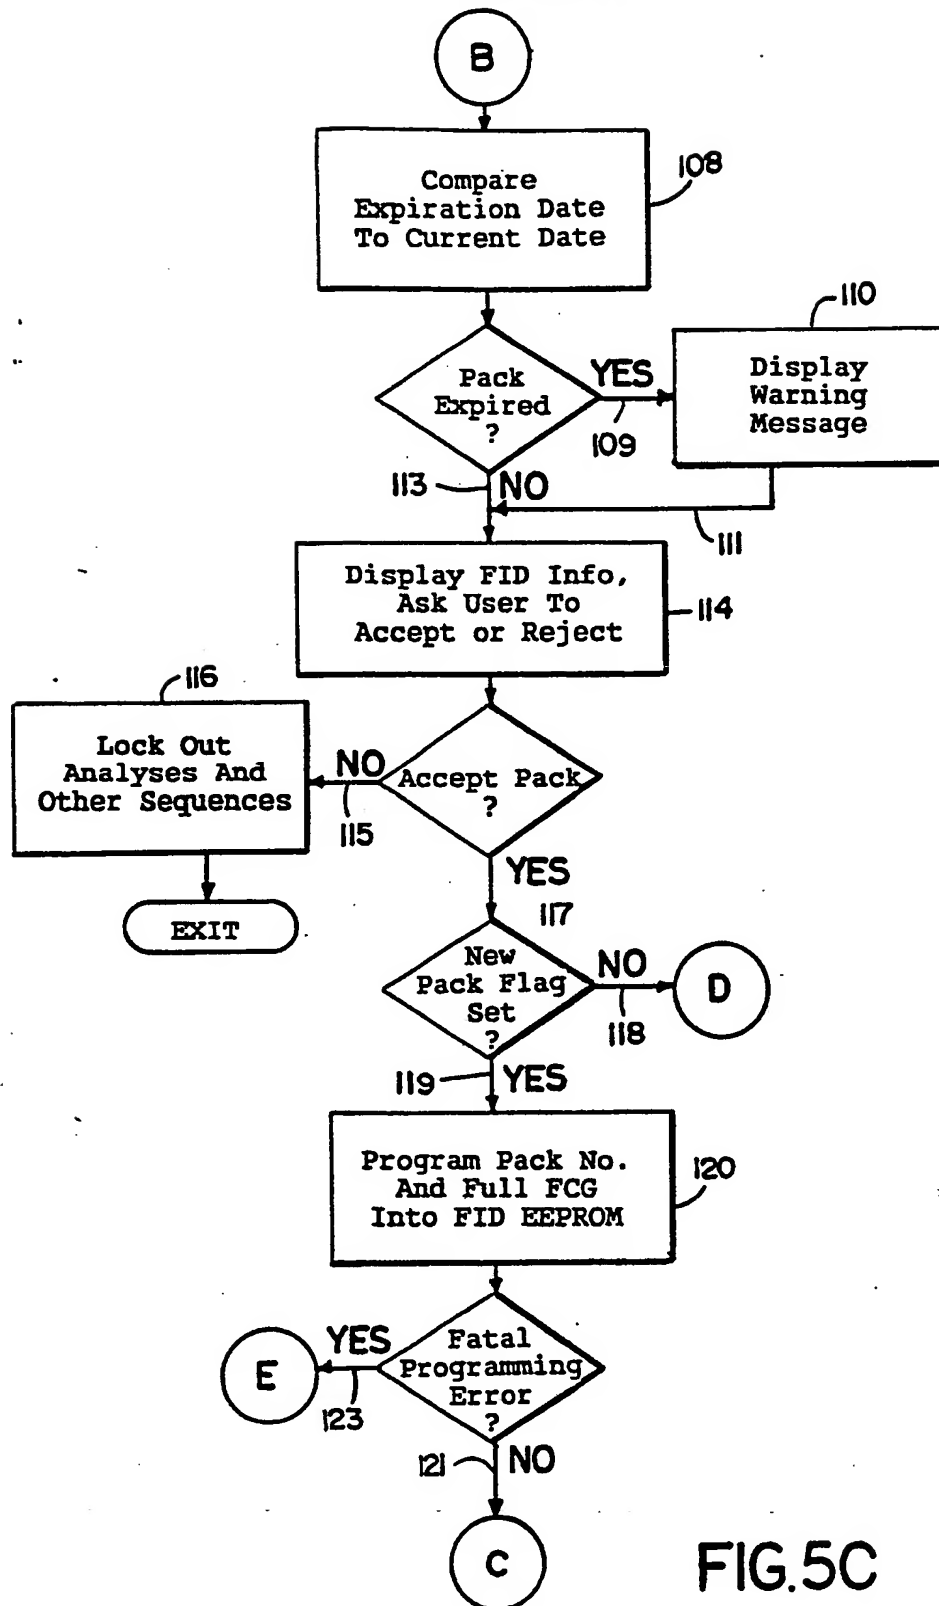 B
Compare
Expiration Date
To Current Date
108
Pack
Expired
?
YES
109
110
Display
Warning
Message
113
NO
111
Display FID Info,
Ask User To
Accept or Reject
114
116
Lock Out
Analyses And
Other Sequences
NO
115
Accept Pack
?
EXIT
YES
117
New
Pack Flag
Set
?
NO
118
D
119
YES
Program Pack No.
And Full FCG
Into FID EEPROM
120
Fatal
Programming
Error
?
YES
123
E
121
NO
C
FIG.5C